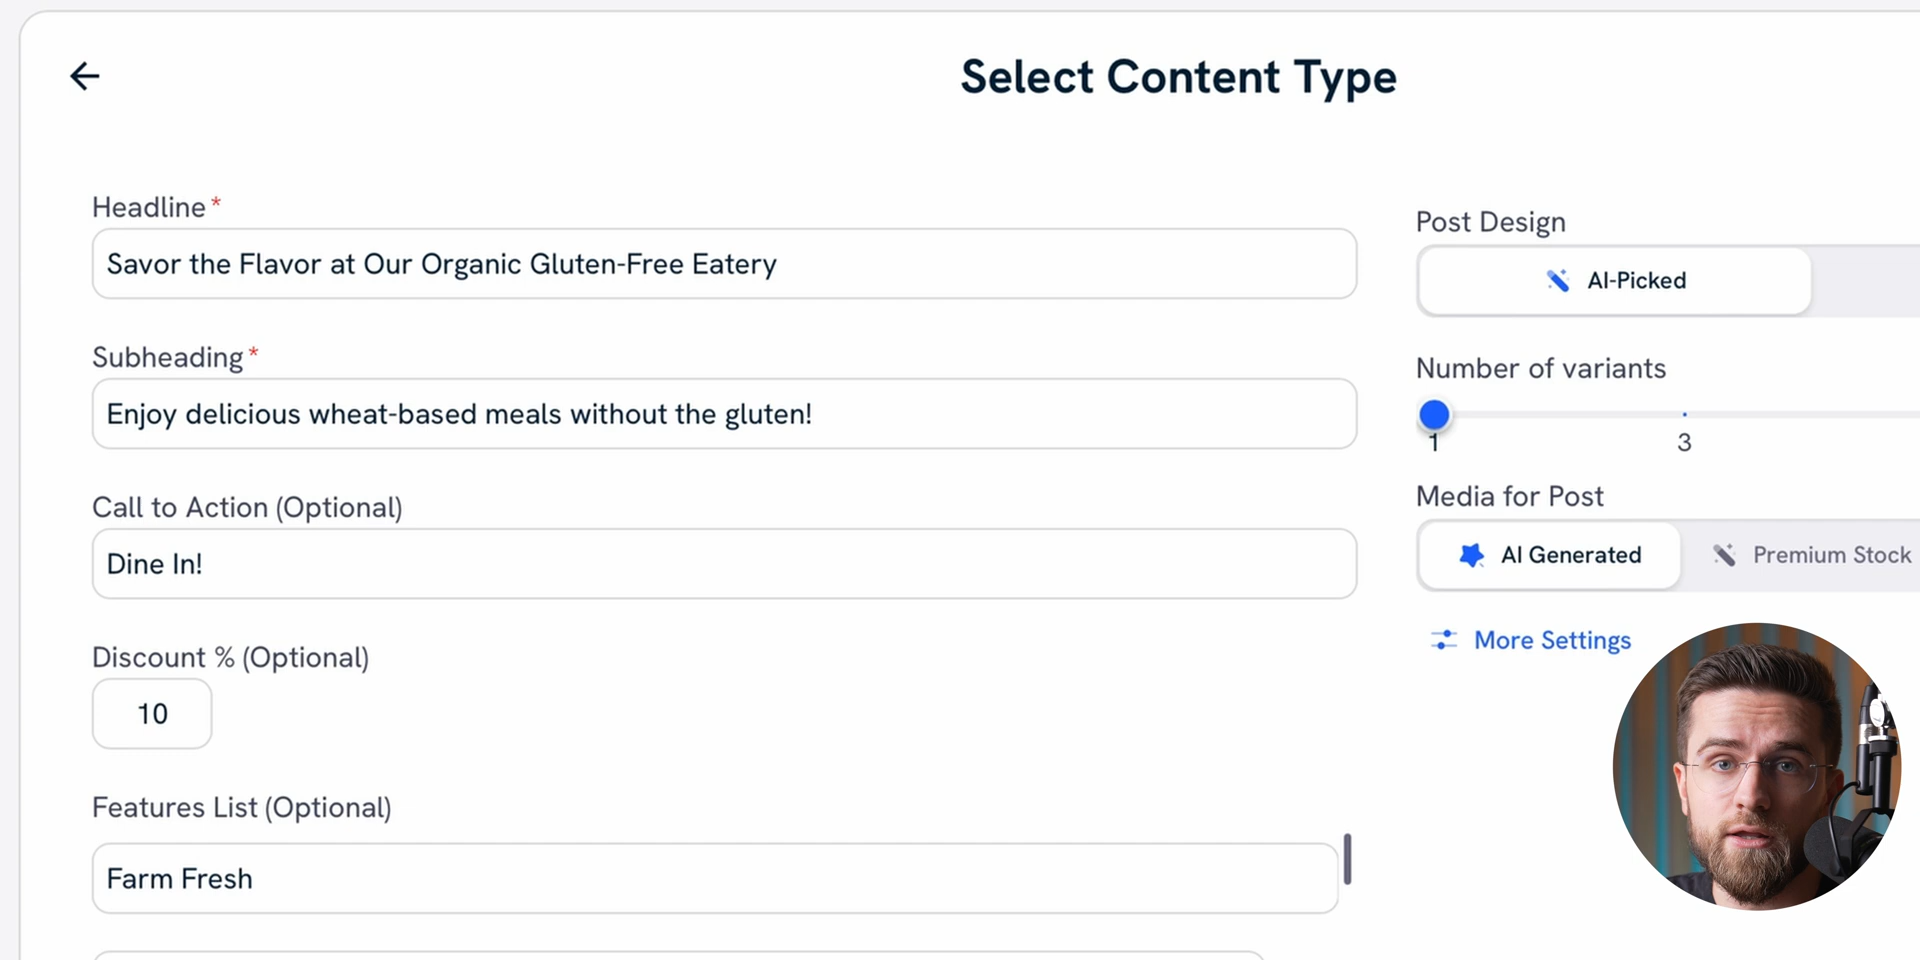 Select Content Type
Headline*
Savor the Flavor at Our Organic Gluten-Free Eatery
Subheading*
Enjoy delicious wheat-based meals without the gluten!
Call to Action (Optional)
Dine In!
Discount % (Optional)
10
Features List (Optional)
Farm Fresh
Post Design
AI-Picked
Number of variants
1
3
Media for Post
AI Generated
Premium Stock
More Settings